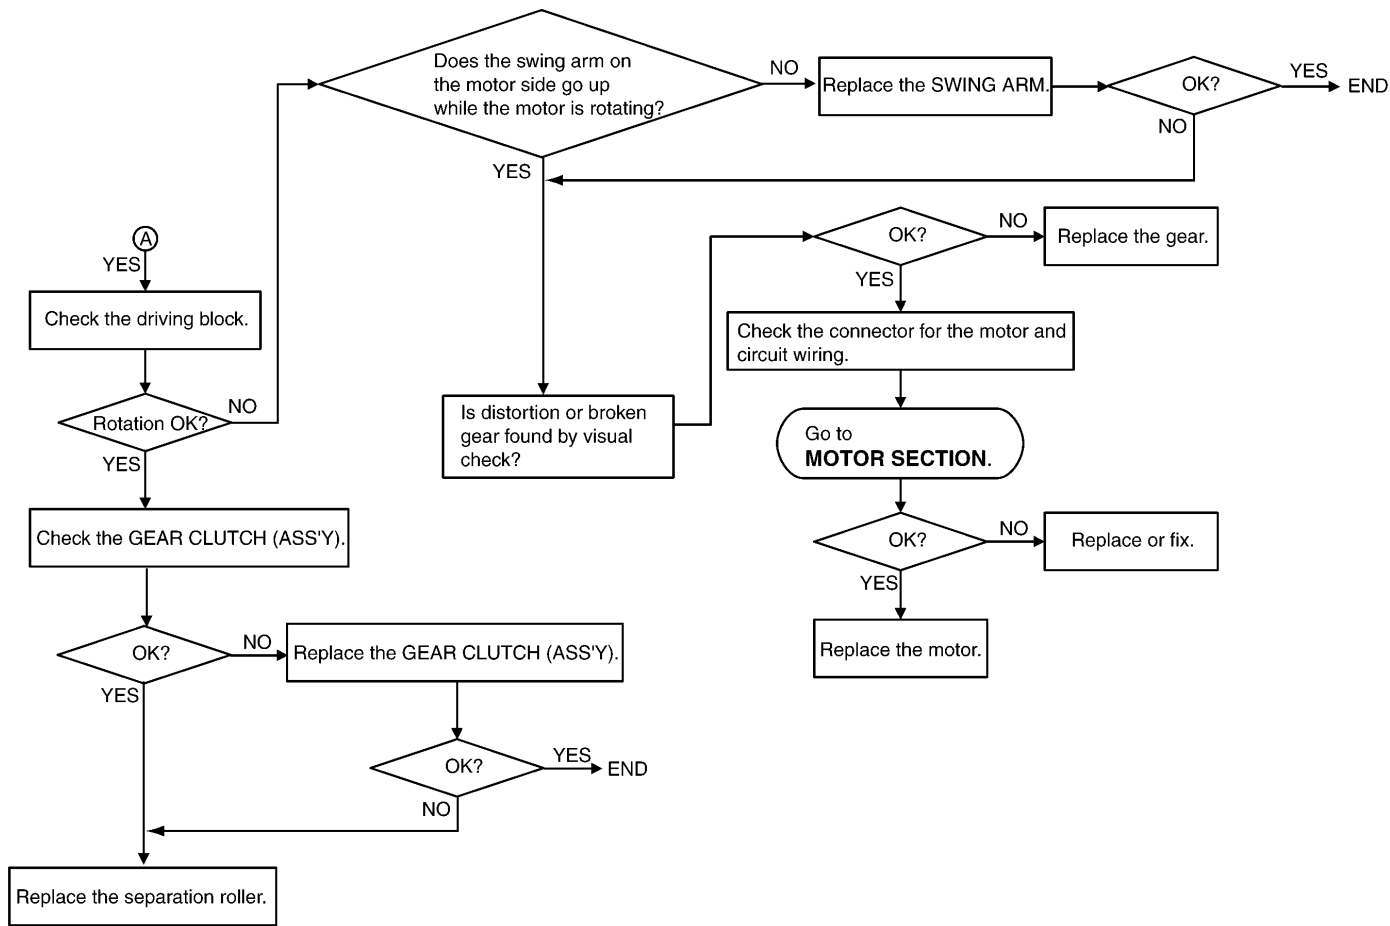 Does the swing arm on
the motor side go up
while the motor is rotating?
NO
Replace the SWING ARM.
OK?
YES
END
NO
YES
A
YES
Check the driving block.
Rotation OK?
NO
YES
Check the GEAR CLUTCH (ASS'Y).
OK?
NO
Replace the GEAR CLUTCH (ASS'Y).
YES
OK?
YES
END
NO
Replace the separation roller.
Is distortion or broken
gear found by visual
check?
OK?
NO
Replace the gear.
YES
Check the connector for the motor and
circuit wiring.
Go to
MOTOR SECTION.
OK?
NO
Replace or fix.
YES
Replace the motor.